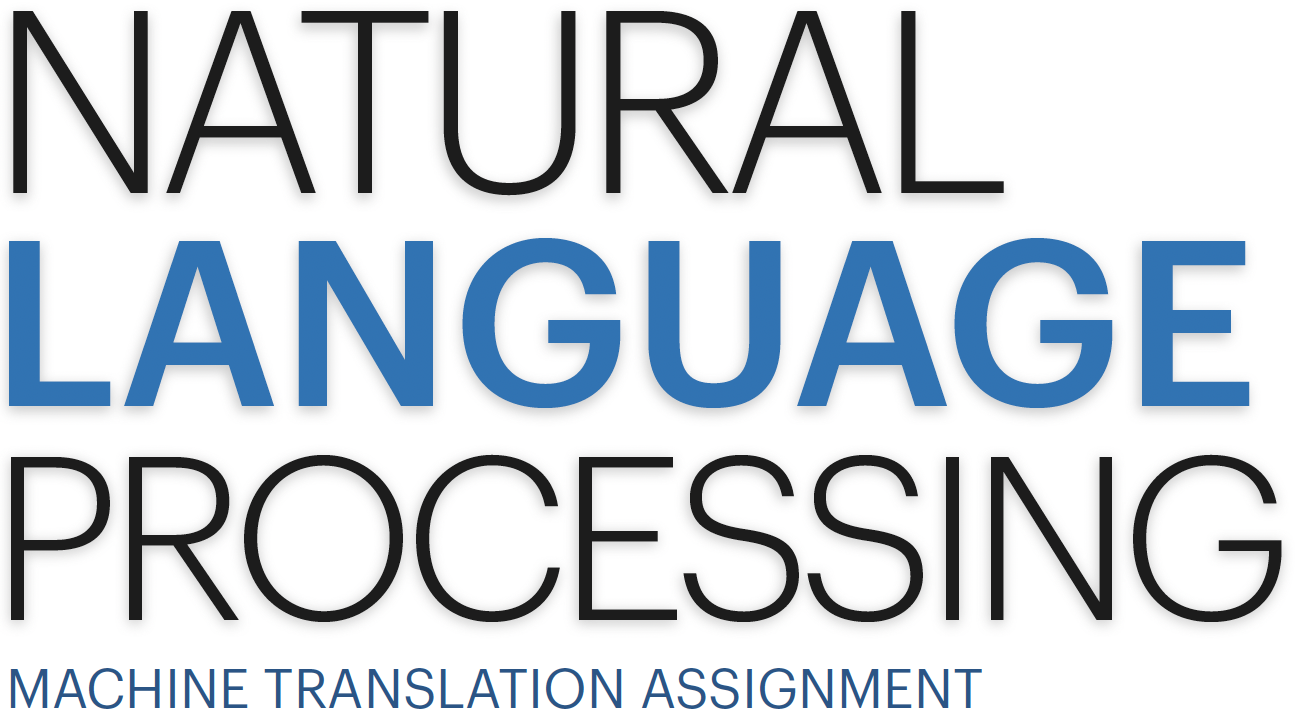 NATURAL
LANGUAGE
PROCESSING
MACHINE TRANSLATION ASSIGNMENT